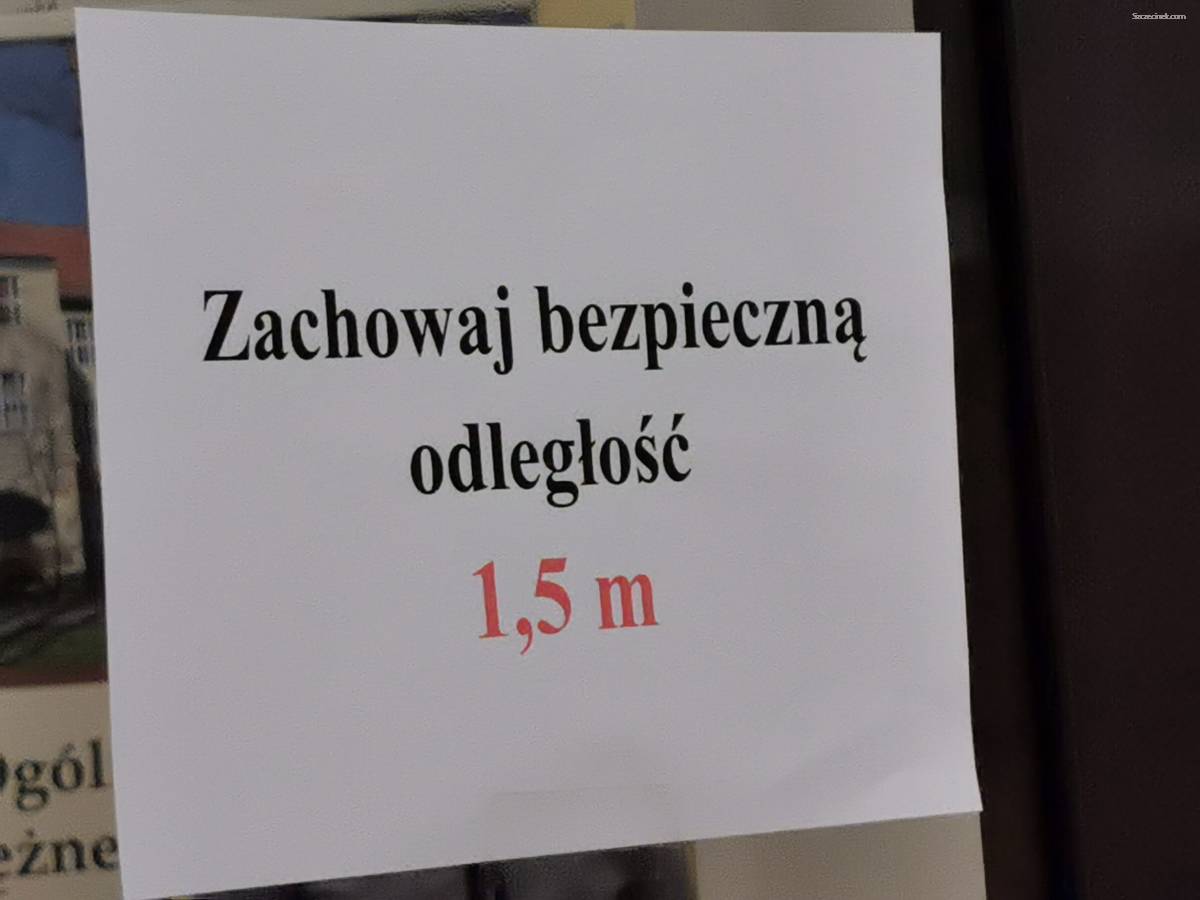 Szczecinek.com
Zachowaj bezpieczną
odległość
1,5 m